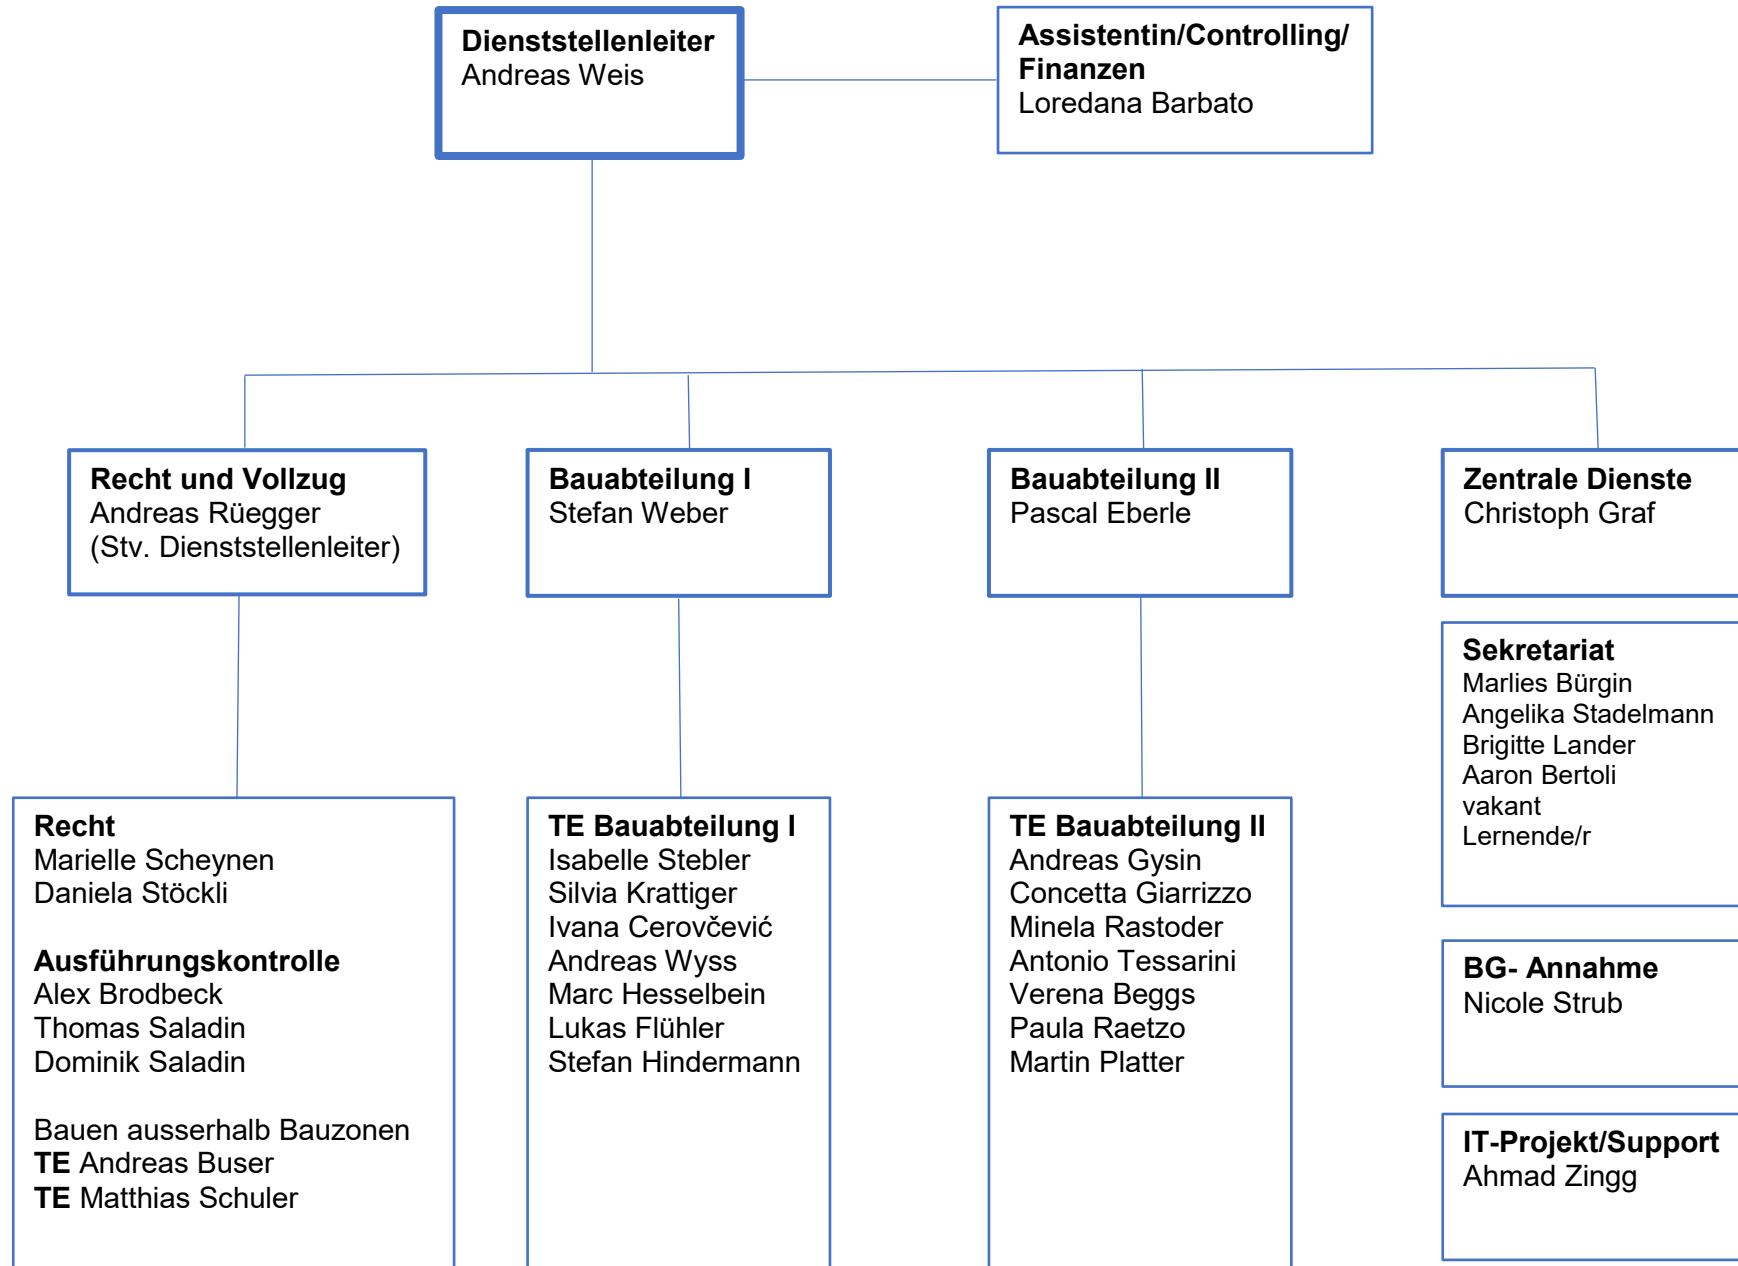 Dienststellenleiter
Andreas Weis
Assistentin/Controlling/
Finanzen
Loredana Barbato
Recht und Vollzug
Andreas Rüegger
(Stv. Dienststellenleiter)
Bauabteilung I
Stefan Weber
Bauabteilung II
Pascal Eberle
Zentrale Dienste
Christoph Graf
Sekretariat
Marlies Bürgin
Angelika Stadelmann
Brigitte Lander
Aaron Bertoli
vakant
Lernende/r
Recht
Marielle Scheynen
Daniela Stöckli
Ausführungskontrolle
Alex Brodbeck
Thomas Saladin
Dominik Saladin
Bauen ausserhalb Bauzonen
TE Andreas Buser
TE Matthias Schuler
TE Bauabteilung I
Isabelle Stebler
Silvia Krattiger
Ivana Cerovčević
Andreas Wyss
Marc Hesselbein
Lukas Flühler
Stefan Hindermann
TE Bauabteilung II
Andreas Gysin
Concetta Giarrizzo
Minela Rastoder
Antonio Tessarini
Verena Beggs
Paula Raetzo
Martin Platter
BG- Annahme
Nicole Strub
IT-Projekt/Support
Ahmad Zingg